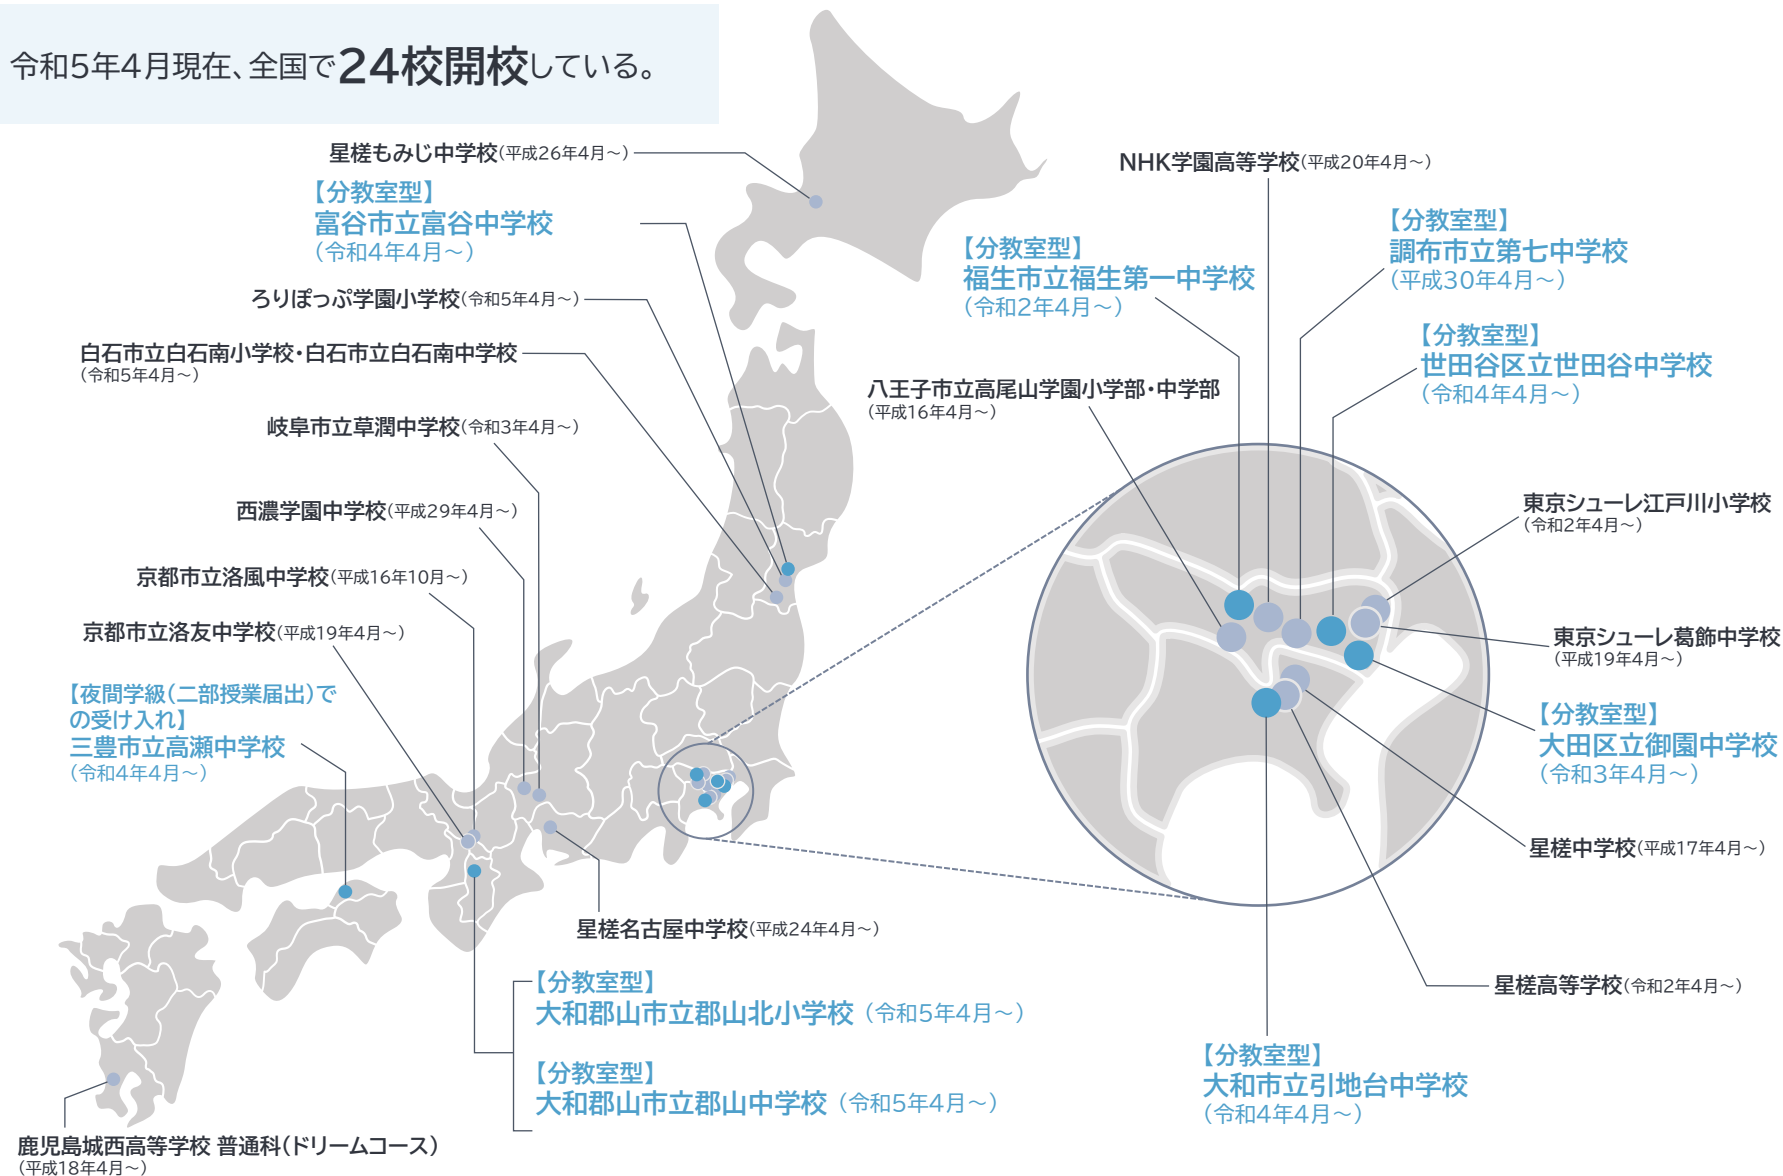 令和5年4月現在、全国で24校開校している。
星槎もみじ中学校(平成26年4月～)
【分教室型】
富谷市立富谷中学校
(令和4年4月～)
ろりぽっぷ学園小学校(令和5年4月～)
白石市立白石南小学校・白石市立白石南中学校
(令和5年4月～)
岐阜市立草潤中学校(令和3年4月～)
西濃学園中学校(平成29年4月～)
京都市立洛風中学校(平成16年10月～)
京都市立洛友中学校(平成19年4月～)
【夜間学級(二部授業届出)で
の受け入れ】
三豊市立高瀬中学校
(令和4年4月～)
NHK学園高等学校(平成20年4月～)
【分教室型】
調布市立第七中学校
(平成30年4月～)
【分教室型】
福生市立福生第一中学校
(令和2年4月～)
【分教室型】
世田谷区立世田谷中学校
(令和4年4月～)
八王子市立高尾山学園小学部・中学部
(平成16年4月～)
東京シューレ江戸川小学校
(令和2年4月～)
東京シューレ葛飾中学校
(平成19年4月～)
【分教室型】
大田区立御園中学校
(令和3年4月～)
星槎中学校(平成17年4月～)
星槎高等学校(令和2年4月～)
【分教室型】
大和市立引地台中学校
(令和4年4月～)
星槎名古屋中学校(平成24年4月～)
【分教室型】
大和郡山市立郡山北小学校(令和5年4月～)
【分教室型】
大和郡山市立郡山中学校(令和5年4月～)
鹿児島城西高等学校 普通科(ドリームコース)
(平成18年4月～)